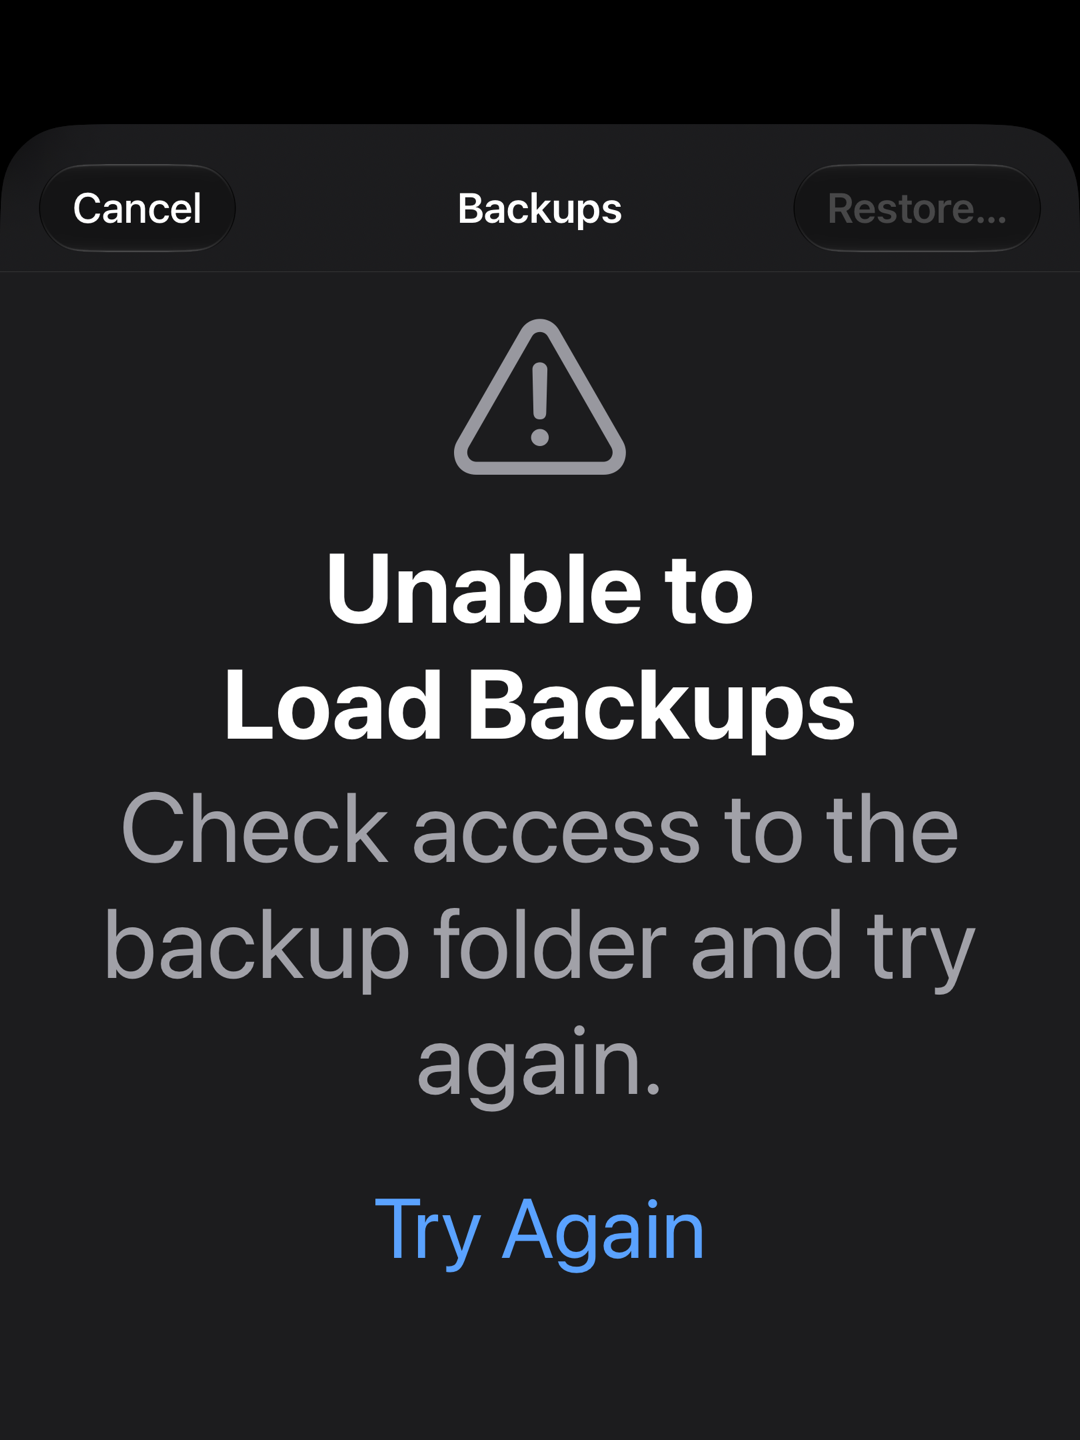 Cancel
Backups
Restore...
Unable to
Load Backups
Check access to the
backup folder and try
again.
Try Again